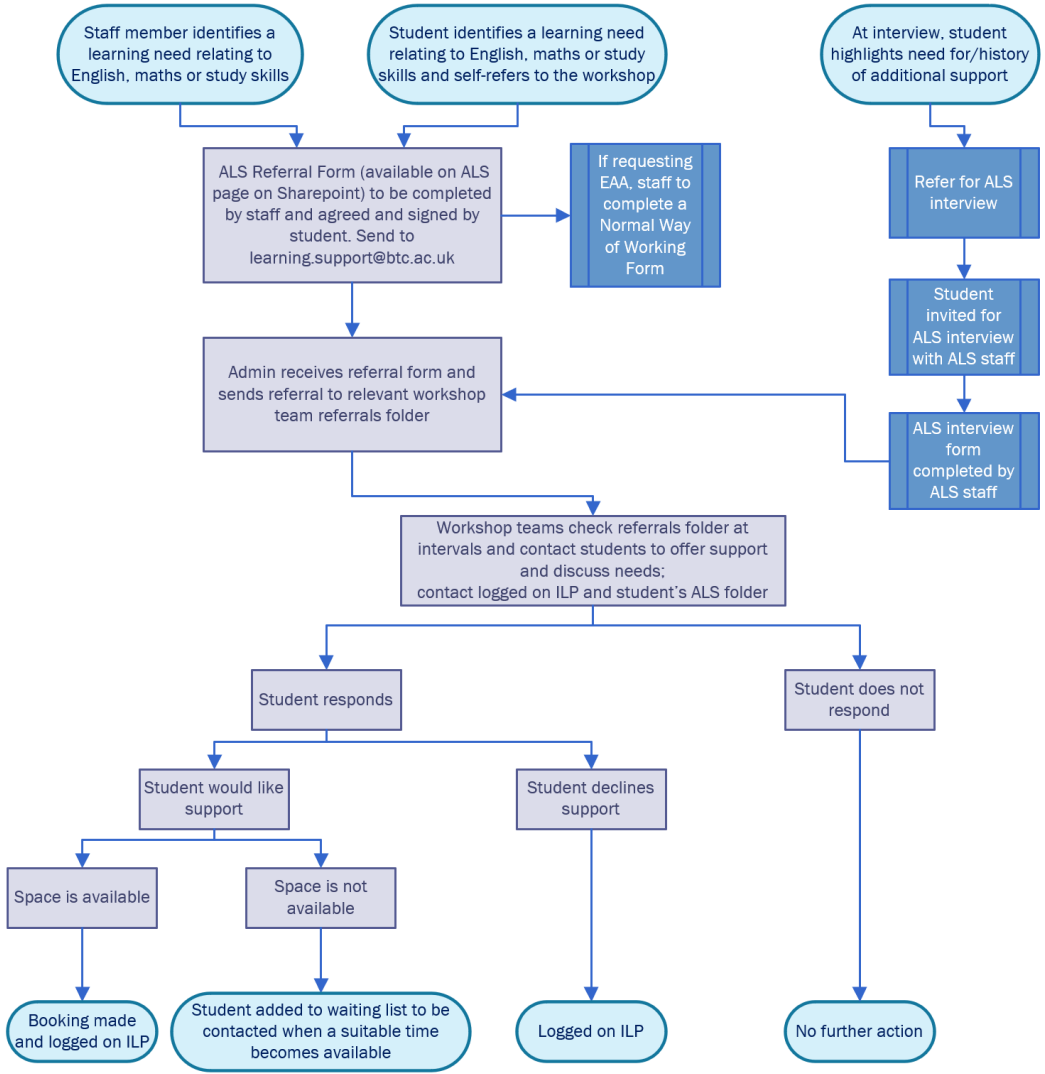 Staff member identifies a
learning need relating to
English, maths or study skills
Student identifies a learning need
relating to English, maths or study
skills and self-refers to the workshop
At interview, student
highlights need for/history
of additional support
ALS Referral Form (available on ALS
page on Sharepoint) to be completed
by staff and agreed and signed by
student. Send to
learning.support@btc.ac.uk
If requesting
EAA, staff to
complete a
Normal Way
of Working
Form
Refer for ALS
interview
Student
invited for
ALS interview
with ALS staff
Admin receives referral form and
sends referral to relevant workshop
team referrals folder
ALS interview
form
completed by
ALS staff
Workshop teams check referrals folder at
intervals and contact students to offer support
and discuss needs;
contact logged on ILP and student’s ALS folder
Student responds
Student does not
respond
Student would like
support
Student declines
support
Space is available
Space is not
available
Booking made
and logged on ILP
Student added to waiting list to be
contacted when a suitable time
becomes available
Logged on ILP
No further action